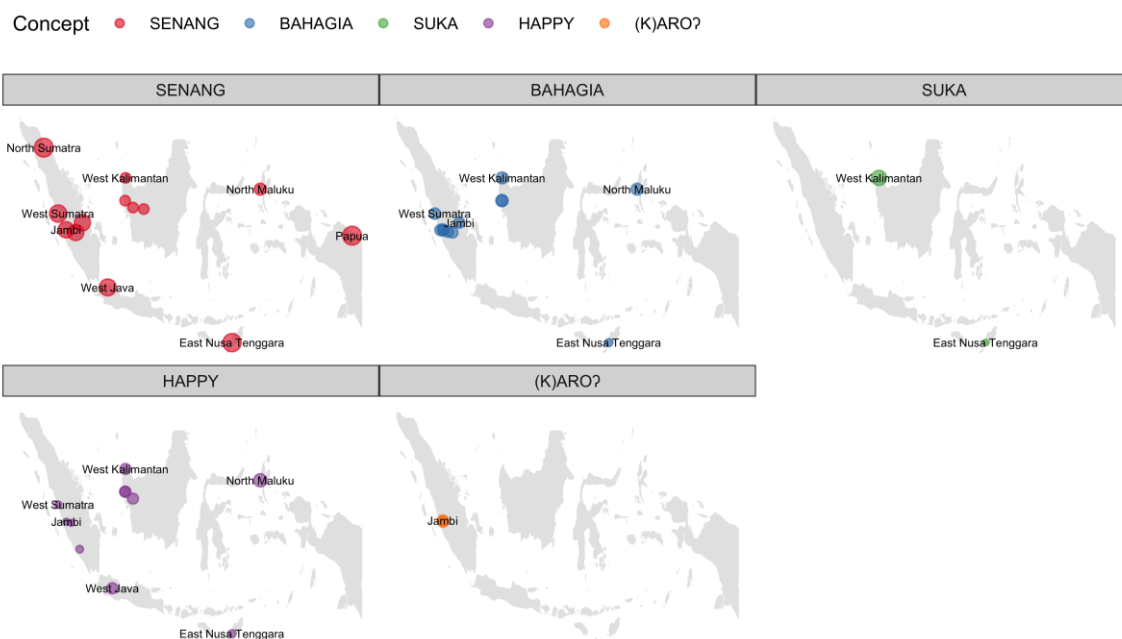 Concept SENANG BAHAGIA SUKA HAPPY (K)AROʔ
SENANG BAHAGIA SUKA
North Sumatra
West Kalimantan
North Maluku
West Sumatra
Jambi
Papua
West Java
East Nusa Tenggara
West Kalimantan
North Maluku
West Sumatra
Jambi
East Nusa Tenggara
West Kalimantan
East Nusa Tenggara
HAPPY (K)AROʔ
West Kalimantan
North Maluku
West Sumatra
Jambi
West Java
East Nusa Tenggara
Jambi